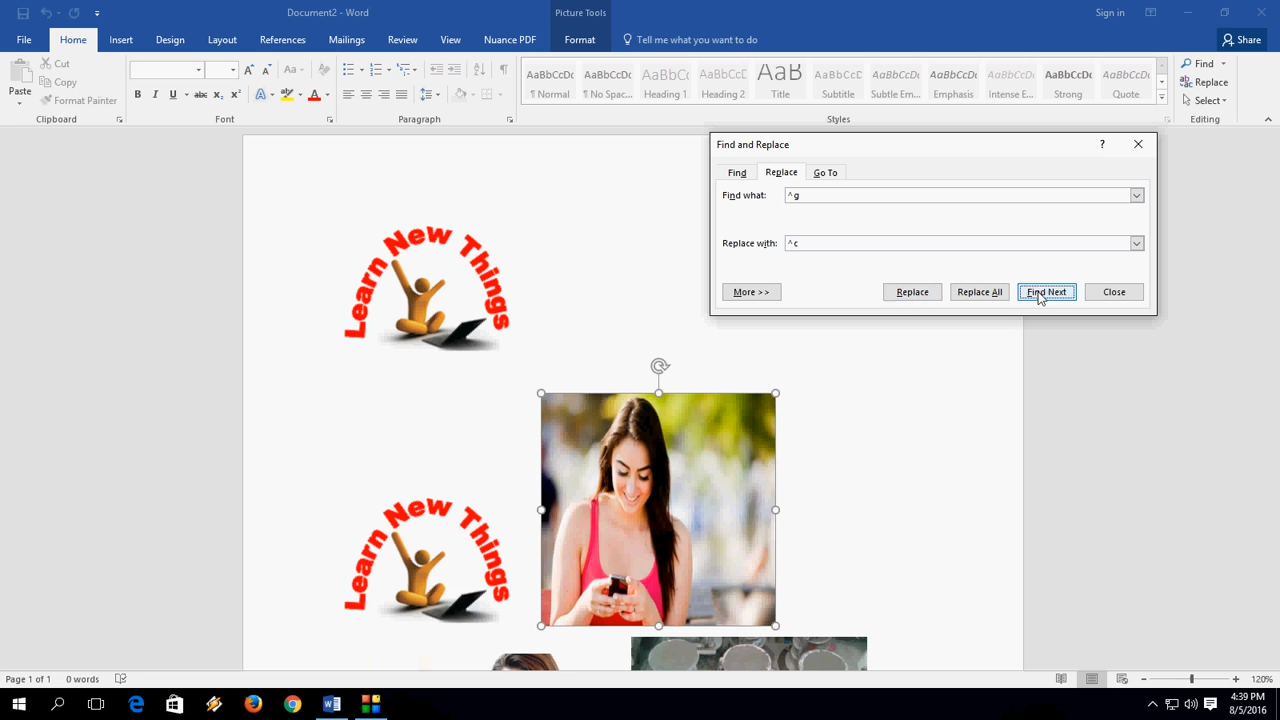 Document2 - Word
Picture Tools
Sign in
File
Home
Insert
Design
Layout
References
Mailings
Review
View
Nuance PDF
Format
Tell me what you want to do
Share
Paste
Cut
Copy
Format Painter
Clipboard
Aa
B I U abc x₂ x² A ab A
Font
Paragraph
AaBbCcDc
¶ Normal
AaBbCcDc
¶ No Spac...
AaBbCc
Heading 1
AaBbCcC
Heading 2
AaB
Title
AaBbCcD
Subtitle
AaBbCcDc
Subtle Em...
AaBbCcDc
Emphasis
AaBbCcDc
Intense E...
AaBbCcDc
Strong
AaBbCcDc
Quote
Styles
Find
Replace
Select
Editing
Find and Replace
?
Find
Replace
Go To
Find what:
^g
Replace with:
^c
More >>
Replace
Replace All
Find Next
Close
Learn New Things
Learn New Things
Page 1 of 1
0 words
120%
4:39 PM
8/5/2016